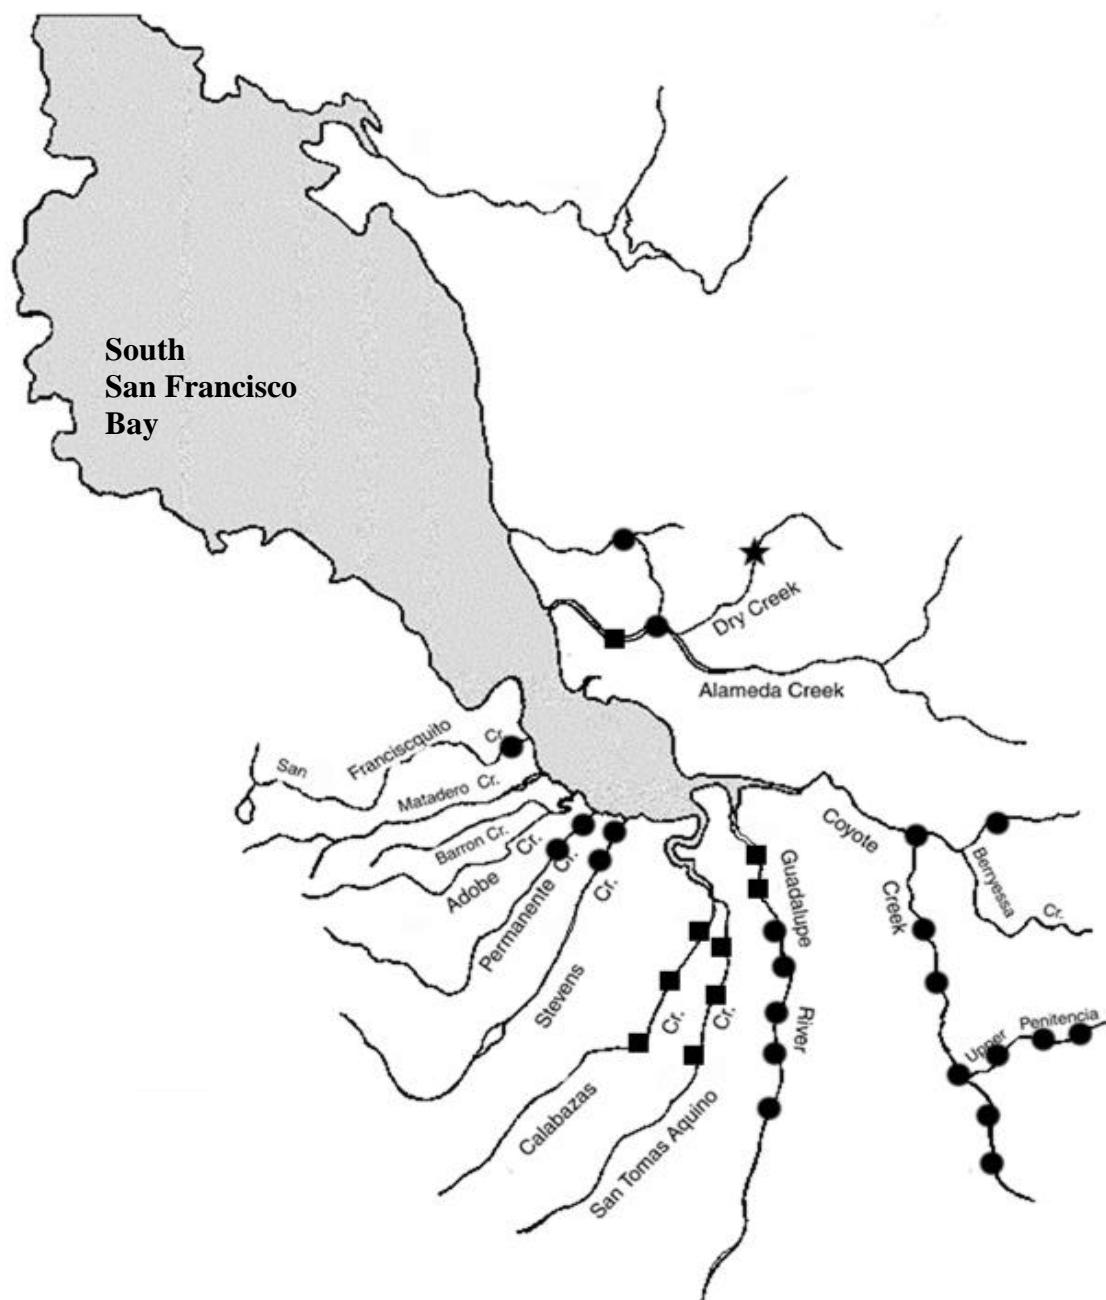 South
San Francisco
Bay
Dry Creek
Alameda Creek
San Franciscquito Cr.
Matadero Cr.
Barron Cr.
Adobe Cr.
Permanente Cr.
Stevens Cr.
Calabazas Cr.
San Tomas Aquino Cr.
Guadalupe River
Coyote Creek
Berryessa Cr.
Upper Penitencia